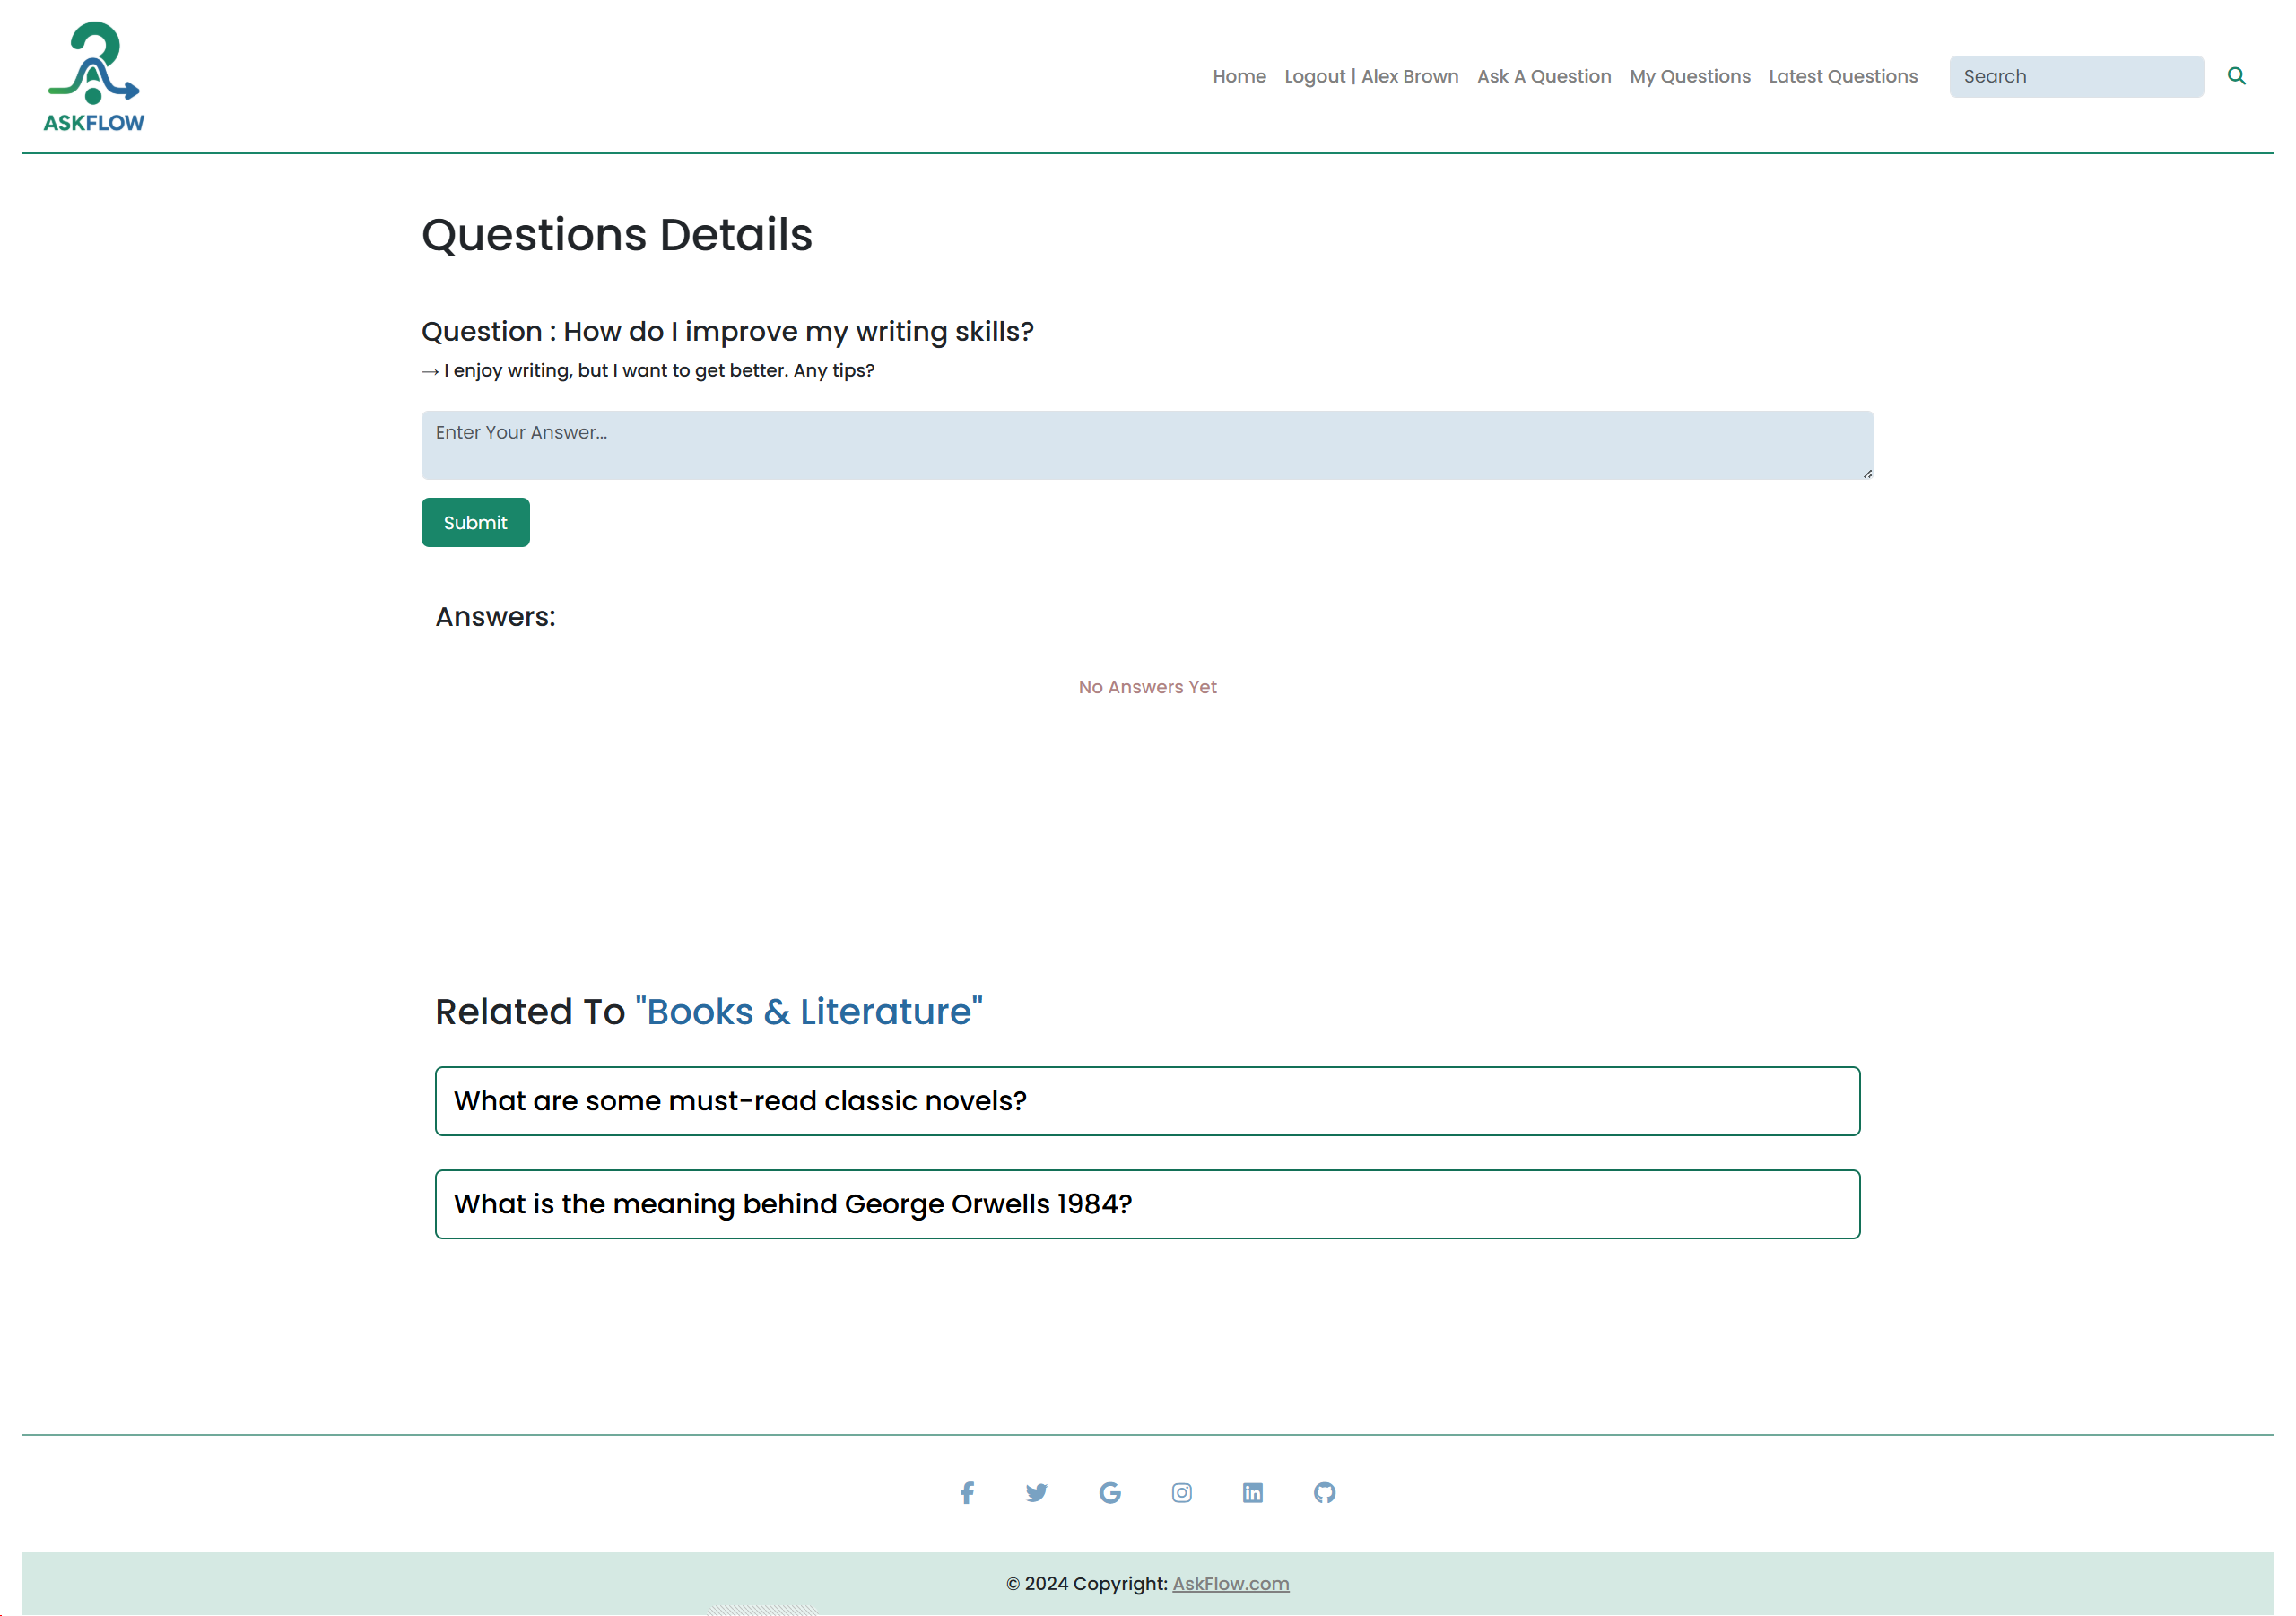 ASKFLOW
Home Logout | Alex Brown Ask A Question My Questions Latest Questions Search
Questions Details
Question : How do I improve my writing skills?
→ I enjoy writing, but I want to get better. Any tips?
Enter Your Answer...
Submit
Answers:
No Answers Yet
Related To "Books & Literature"
What are some must-read classic novels?
What is the meaning behind George Orwells 1984?
© 2024 Copyright: AskFlow.com